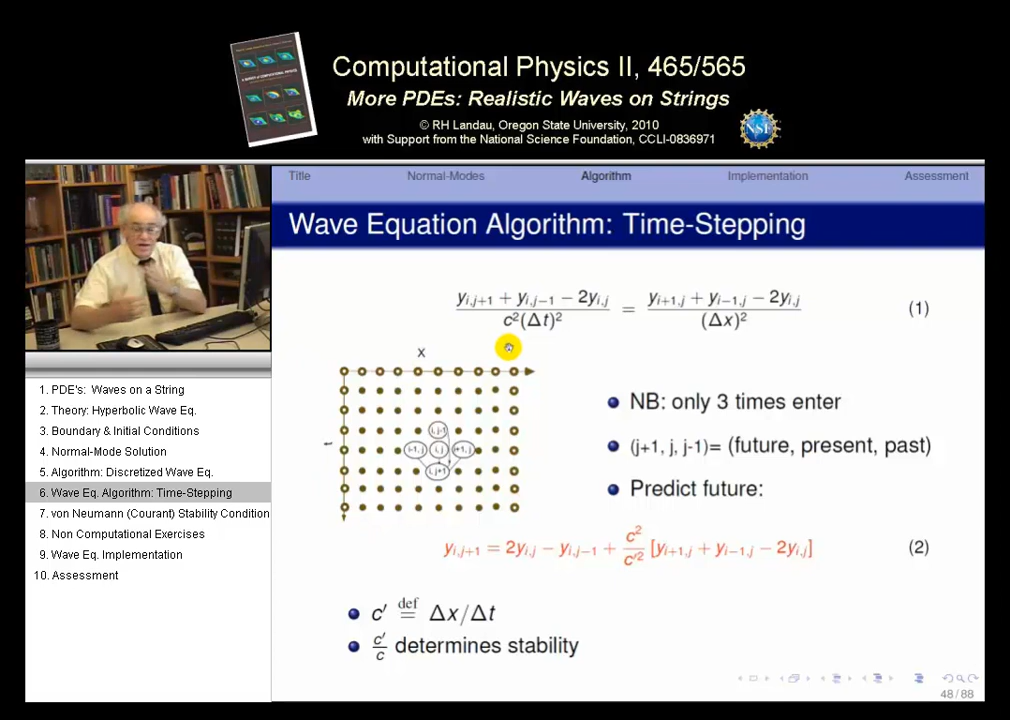 Computational Physics II, 465/565
More PDEs: Realistic Waves on Strings
© RH Landau, Oregon State University, 2010
with Support from the National Science Foundation, CCLI-0836971
NSF
Title Normal-Modes Algorithm Implementation Assessment
Wave Equation Algorithm: Time-Stepping
1. PDE's: Waves on a String
2. Theory: Hyperbolic Wave Eq.
3. Boundary & Initial Conditions
4. Normal-Mode Solution
5. Algorithm: Discretized Wave Eq.
6. Wave Eq. Algorithm: Time-Stepping
7. von Neumann (Courant) Stability Condition
8. Non Computational Exercises
9. Wave Eq. Implementation
10. Assessment
y_{i,j+1} + y_{i,j−1} − 2y_{i,j} / c²(Δt)² = y_{i+1,j} + y_{i−1,j} − 2y_{i,j} / (Δx)² (1)
x
t
i, j-1
i-1, j i, j i+1, j
i, j+1
NB: only 3 times enter
(j+1, j, j-1)= (future, present, past)
Predict future:
y_{i,j+1} = 2y_{i,j} − y_{i,j−1} + c²/c'² [y_{i+1,j} + y_{i−1,j} − 2y_{i,j}] (2)
c' def= Δx/Δt
c'/c determines stability
48 / 88